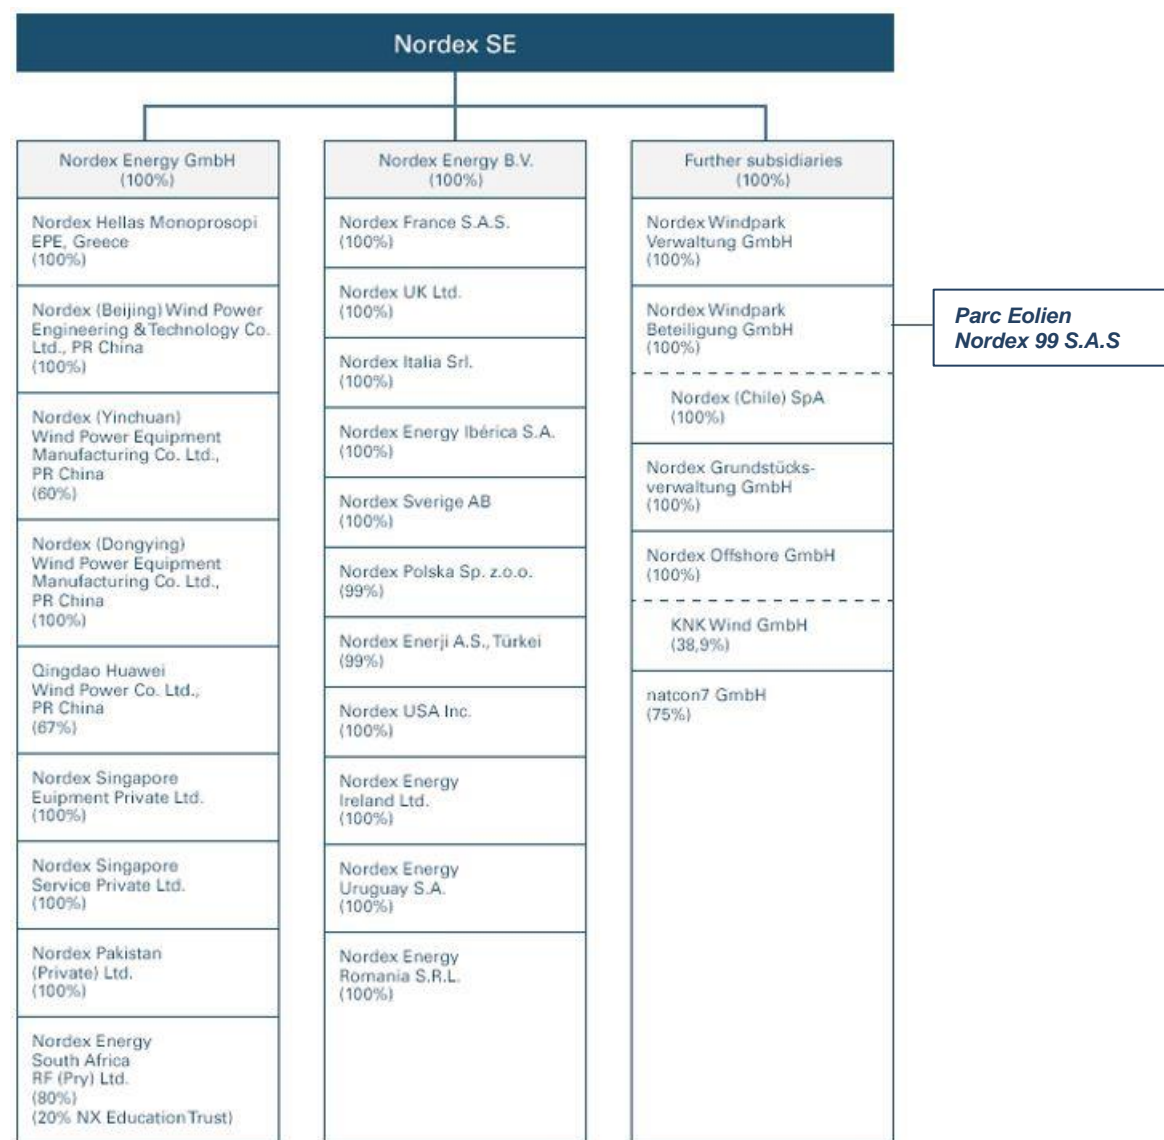 Nordex SE
Nordex Energy GmbH
(100%)
Nordex Hellas Monoprosopi
EPE, Greece
(100%)
Nordex (Beijing) Wind Power
Engineering & Technology Co.
Ltd., PR China
(100%)
Nordex (Yinchuan)
Wind Power Equipment
Manufacturing Co. Ltd.,
PR China
(60%)
Nordex (Dongying)
Wind Power Equipment
Manufacturing Co. Ltd.,
PR China
(100%)
Qingdao Huawei
Wind Power Co. Ltd.,
PR China
(67%)
Nordex Singapore
Euipment Private Ltd.
(100%)
Nordex Singapore
Service Private Ltd.
(100%)
Nordex Pakistan
(Private) Ltd.
(100%)
Nordex Energy
South Africa
RF (Pry) Ltd.
(80%)
(20% NX Education Trust)
Nordex Energy B.V.
(100%)
Nordex France S.A.S.
(100%)
Nordex UK Ltd.
(100%)
Nordex Italia Srl.
(100%)
Nordex Energy Ibérica S.A.
(100%)
Nordex Sverige AB
(100%)
Nordex Polska Sp. z.o.o.
(99%)
Nordex Enerji A.S., Türkei
(99%)
Nordex USA Inc.
(100%)
Nordex Energy
Ireland Ltd.
(100%)
Nordex Energy
Uruguay S.A.
(100%)
Nordex Energy
Romania S.R.L.
(100%)
Further subsidiaries
(100%)
Nordex Windpark
Verwaltung GmbH
(100%)
Nordex Windpark
Beteiligung GmbH
(100%)
Nordex (Chile) SpA
(100%)
Nordex Grundstücks-
verwaltung GmbH
(100%)
Nordex Offshore GmbH
(100%)
KNK Wind GmbH
(38,9%)
natcon7 GmbH
(75%)
Parc Eolien
Nordex 99 S.A.S